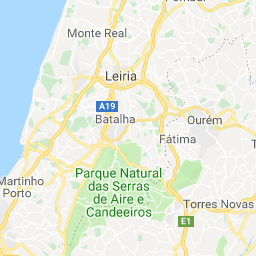 Monte Real
Leiria
A19
Batalha
Ourém
Fátima
Parque Natural
das Serras
de Aire e
Candeeiros
Martinho
Porto
Torres Novas
E1